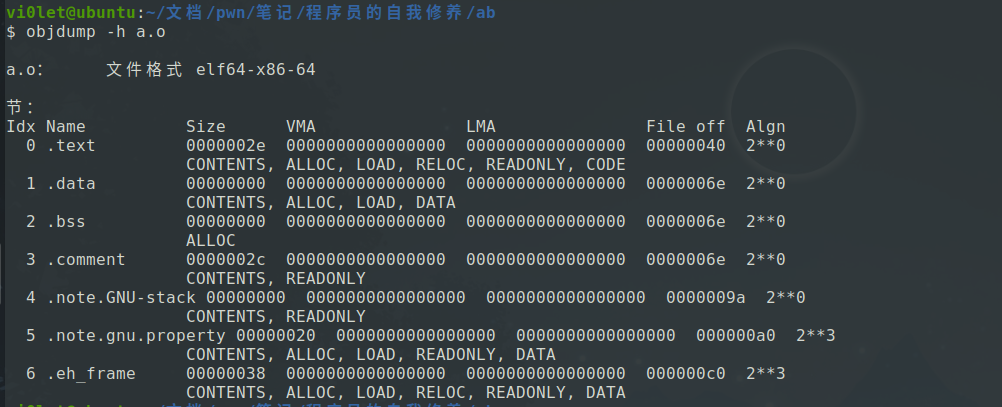 vi0let@ubuntu:~/文档/pwn/笔记/程序员的自我修养/ab
$ objdump -h a.o
a.o:      文件格式 elf64-x86-64
节:
Idx Name          Size      VMA               LMA               File off  Algn
  0 .text         0000002e  0000000000000000  0000000000000000  00000040  2**0
                  CONTENTS, ALLOC, LOAD, RELOC, READONLY, CODE
  1 .data         00000000  0000000000000000  0000000000000000  0000006e  2**0
                  CONTENTS, ALLOC, LOAD, DATA
  2 .bss          00000000  0000000000000000  0000000000000000  0000006e  2**0
                  ALLOC
  3 .comment      0000002c  0000000000000000  0000000000000000  0000006e  2**0
                  CONTENTS, READONLY
  4 .note.GNU-stack 00000000  0000000000000000  0000000000000000  0000009a  2**0
                  CONTENTS, READONLY
  5 .note.gnu.property 00000020  0000000000000000  0000000000000000  000000a0  2**3
                  CONTENTS, ALLOC, LOAD, READONLY, DATA
  6 .eh_frame     00000038  0000000000000000  0000000000000000  000000c0  2**3
                  CONTENTS, ALLOC, LOAD, RELOC, READONLY, DATA